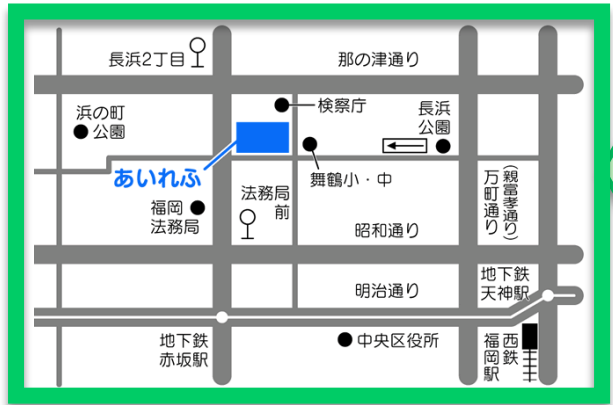 長浜2丁目
那の津通り
検察庁
浜の町
公園
長浜
公園
あいれふ
舞鶴小・中
福岡
法務局
法務局
前
(親富孝通り)
万町通り
昭和通り
明治通り
地下鉄
天神駅
地下鉄
赤坂駅
中央区役所
西鉄
福岡駅